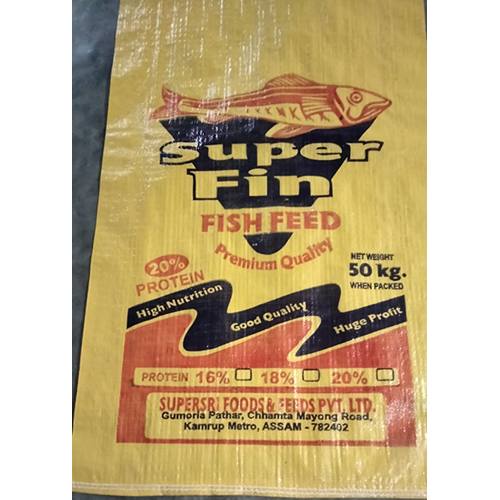 Super
Fin
FISH FEED
Premium Quality
20%
PROTEIN
NET WEIGHT
50 kg.
WHEN PACKED
High Nutrition
Good Quality
Huge Profit
PROTEIN 16% 18% 20%
SUPERSRI FOODS & FEEDS PVT. LTD.
Gumoria Pathar, Chhamta Mayong Road,
Kamrup Metro, ASSAM - 782402